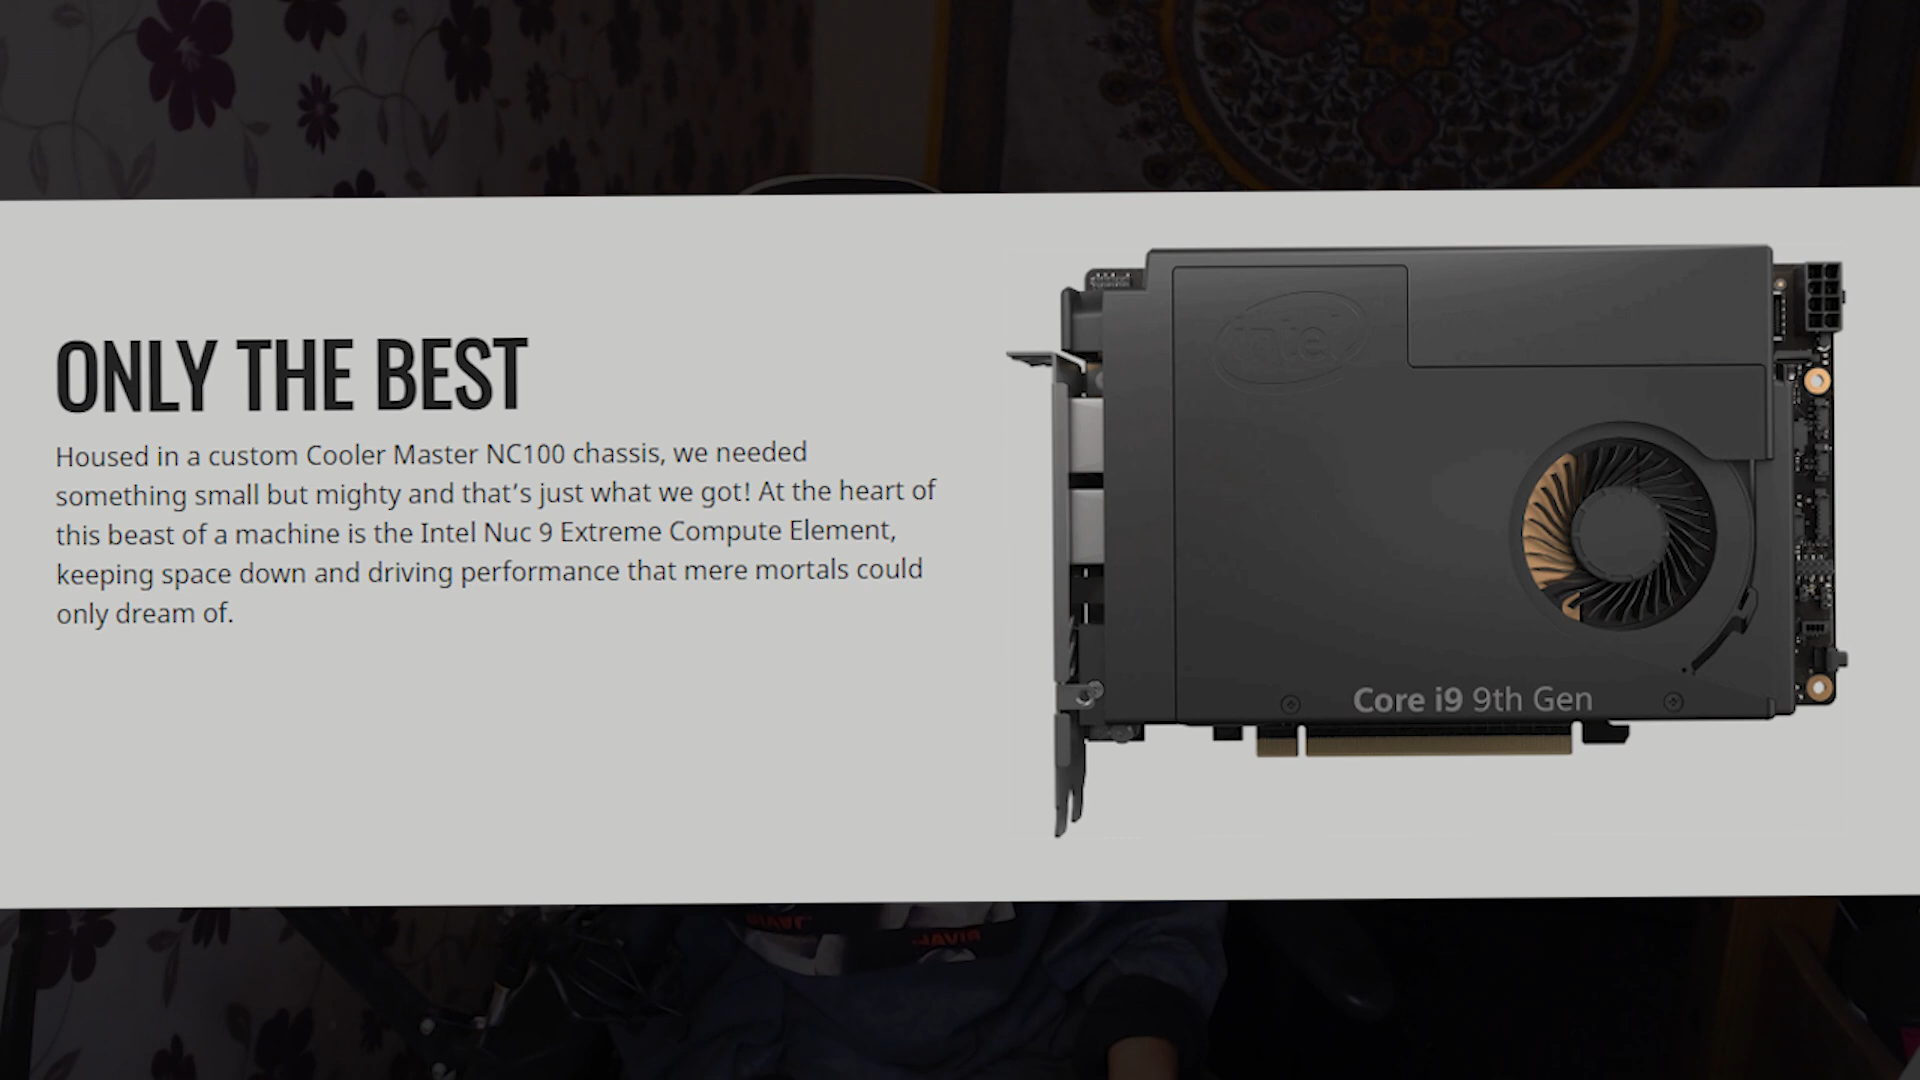 ONLY THE BEST
Housed in a custom Cooler Master NC100 chassis, we needed
something small but mighty and that's just what we got! At the heart of
this beast of a machine is the Intel Nuc 9 Extreme Compute Element,
keeping space down and driving performance that mere mortals could
only dream of.
intel
Core i9 9th Gen